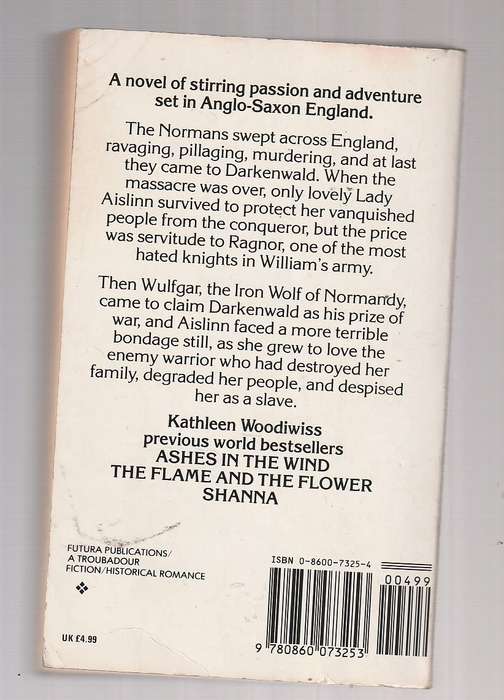 A novel of stirring passion and adventure
set in Anglo-Saxon England.
The Normans swept across England,
ravaging, pillaging, murdering, and at last
they came to Darkenwald. When the
massacre was over, only lovely Lady
Aislinn survived to protect her vanquished
people from the conqueror, but the price
was servitude to Ragnor, one of the most
hated knights in William's army.
Then Wulfgar, the Iron Wolf of Normandy,
came to claim Darkenwald as his prize of
war, and Aislinn faced a more terrible
bondage still, as she grew to love the
enemy warrior who had destroyed her
family, degraded her people, and despised
her as a slave.
Kathleen Woodiwiss
previous world bestsellers
ASHES IN THE WIND
THE FLAME AND THE FLOWER
SHANNA
FUTURA PUBLICATIONS/
A TROUBADOUR
FICTION/HISTORICAL ROMANCE
UK £4.99
ISBN 0-8600-7325-4
00499
9 780860 073253